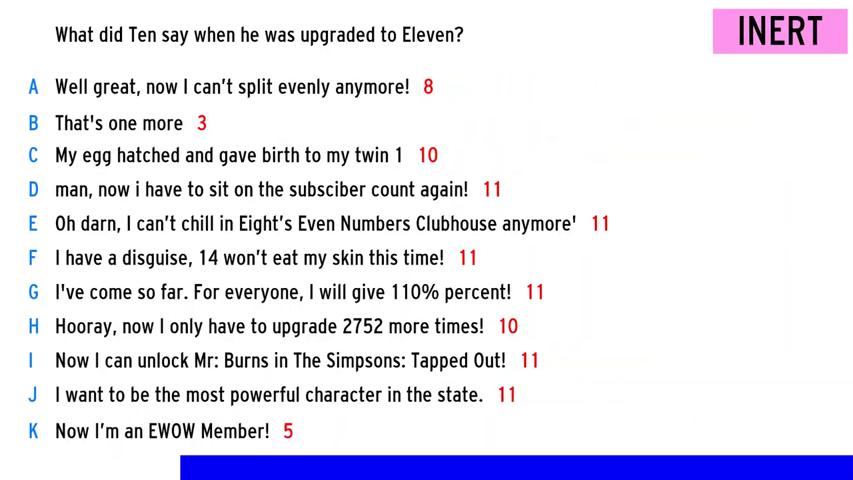 What did Ten say when he was upgraded to Eleven?
INERT
A Well great, now I can't split evenly anymore! 8
B That's one more 3
C My egg hatched and gave birth to my twin 1 10
D man, now i have to sit on the subsciber count again! 11
E Oh darn, I can't chill in Eight's Even Numbers Clubhouse anymore' 11
F I have a disguise, 14 won't eat my skin this time! 11
G I've come so far. For everyone, I will give 110% percent! 11
H Hooray, now I only have to upgrade 2752 more times! 10
I Now I can unlock Mr: Burns in The Simpsons: Tapped Out! 11
J I want to be the most powerful character in the state. 11
K Now I'm an EWOW Member! 5